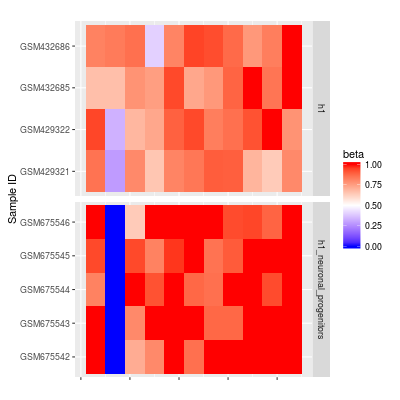 Sample ID
GSM432686
GSM432685
GSM429322
GSM429321
h1
GSM675546
GSM675545
GSM675544
GSM675543
GSM675542
h1_neuronal_progenitors
beta
1.00
0.75
0.50
0.25
0.00